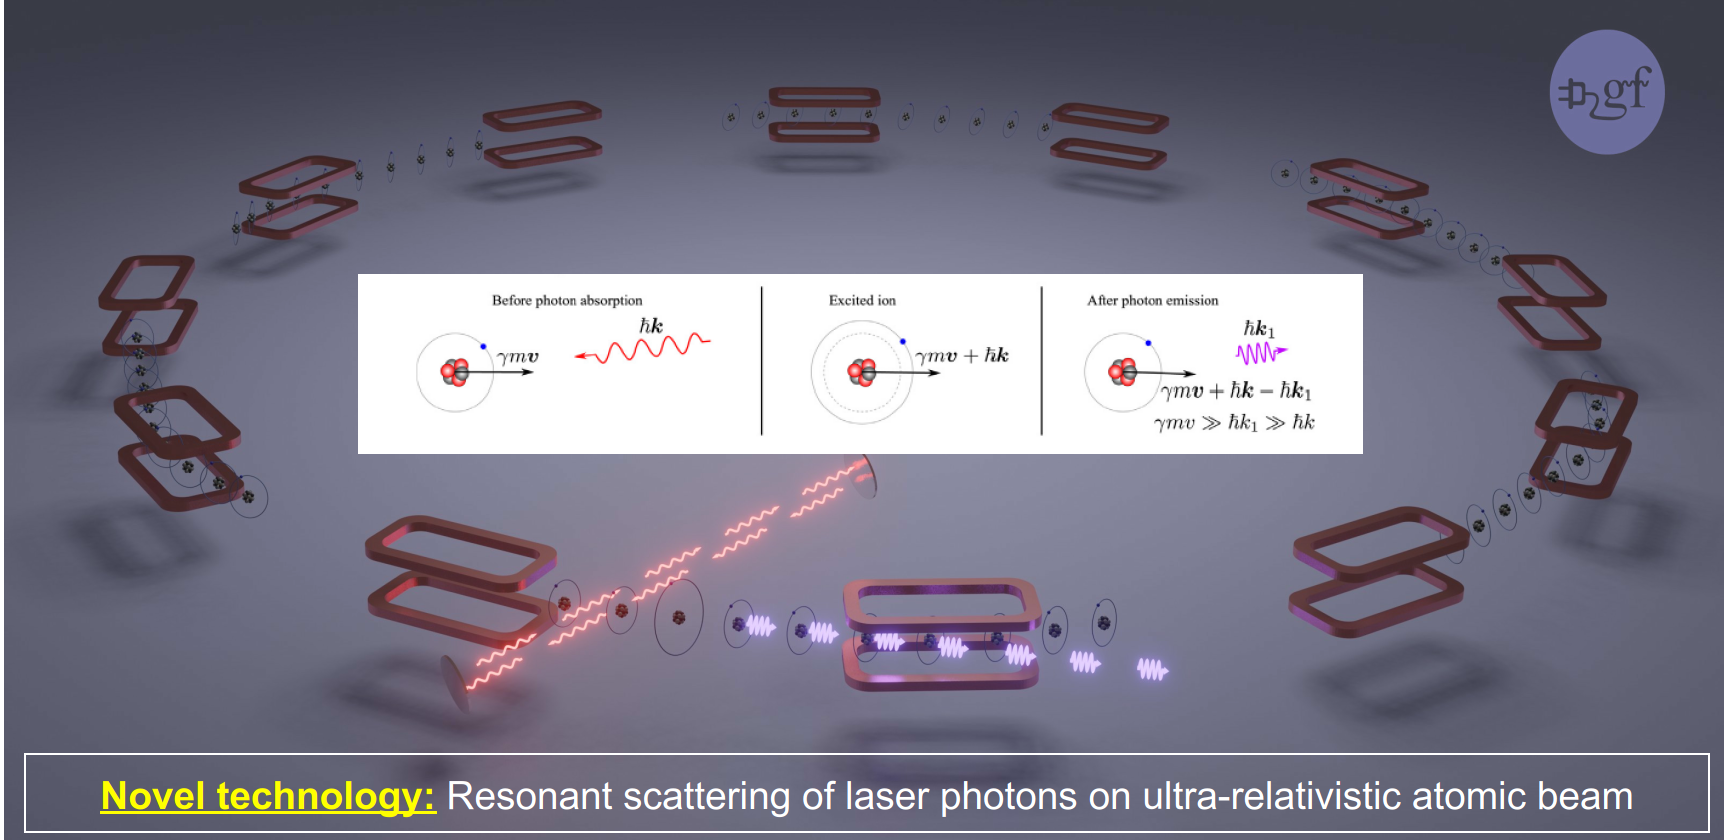 gf
Before photon absorption
Excited ion
After photon emission
ħk
ħk₁
γmv
γmv + ħk
γmv + ħk − ħk₁
γmv ≫ ħk₁ ≫ ħk
Novel technology: Resonant scattering of laser photons on ultra-relativistic atomic beam